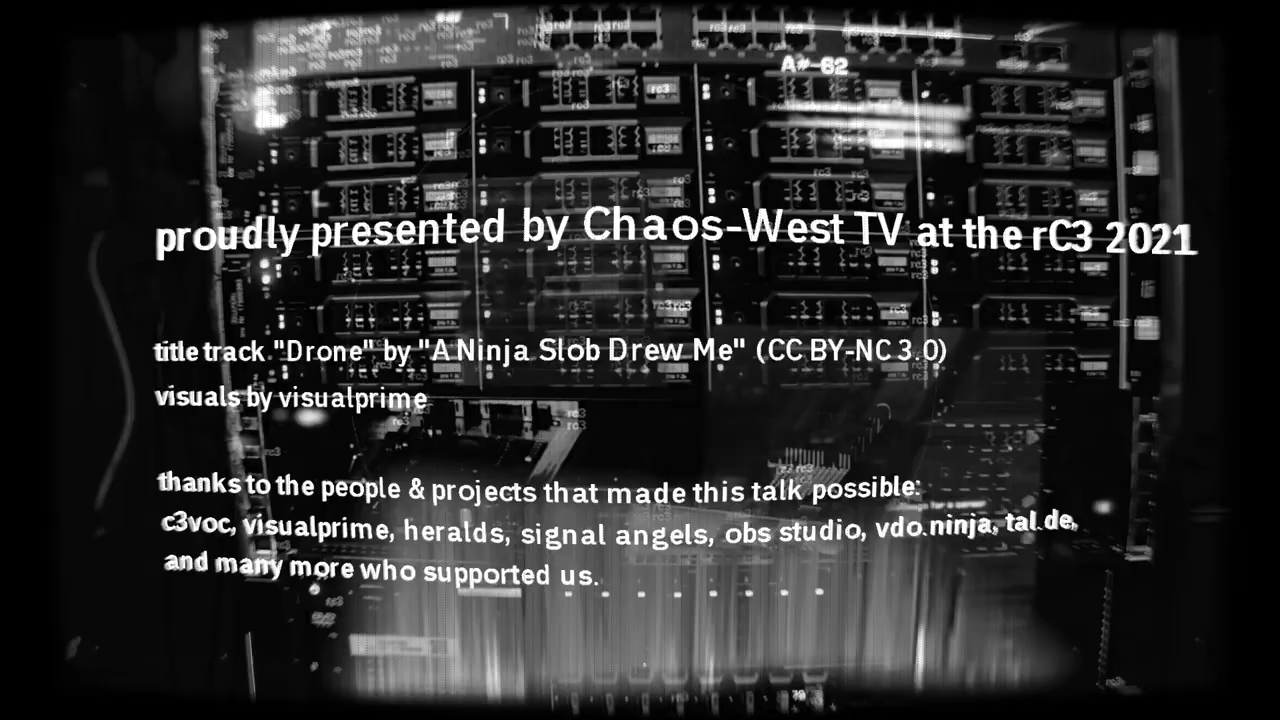 A#-62
proudly presented by Chaos-West TV at the rC3 2021
title track "Drone" by "A Ninja Slob Drew Me" (CC BY-NC 3.0)
visuals by visualprime
thanks to the people & projects that made this talk possible:
c3voc, visualprime, heralds, signal angels, obs studio, vdo.ninja, tal.de,
and many more who supported us.